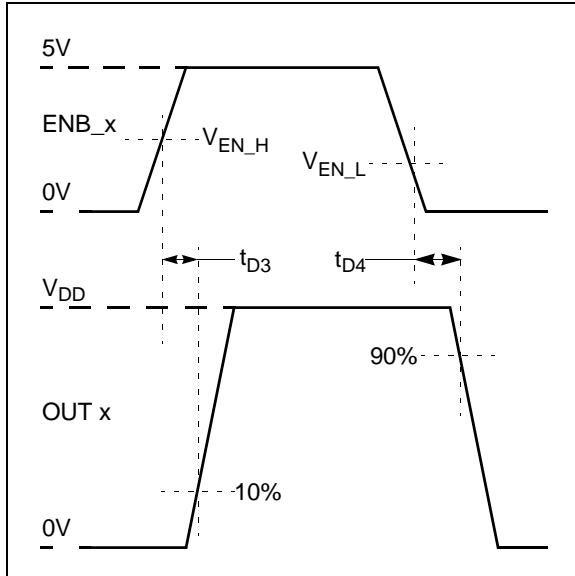 5V
ENB_x
V_EN_H
V_EN_L
0V
t_D3
t_D4
V_DD
90%
OUT x
10%
0V